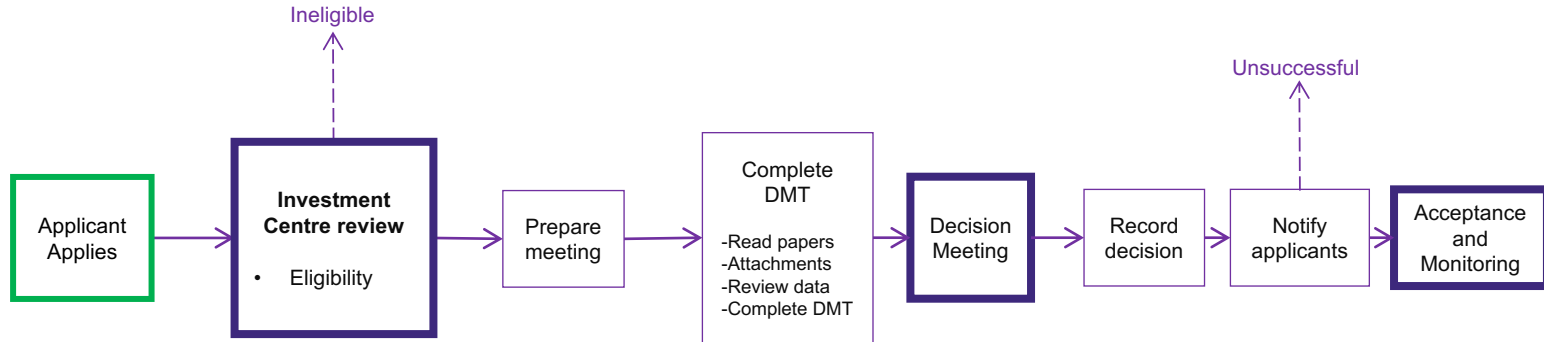 Ineligible
Unsuccessful
Applicant
Applies
Investment
Centre review
• Eligibility
Prepare
meeting
Complete
DMT
-Read papers
-Attachments
-Review data
-Complete DMT
Decision
Meeting
Record
decision
Notify
applicants
Acceptance
and
Monitoring